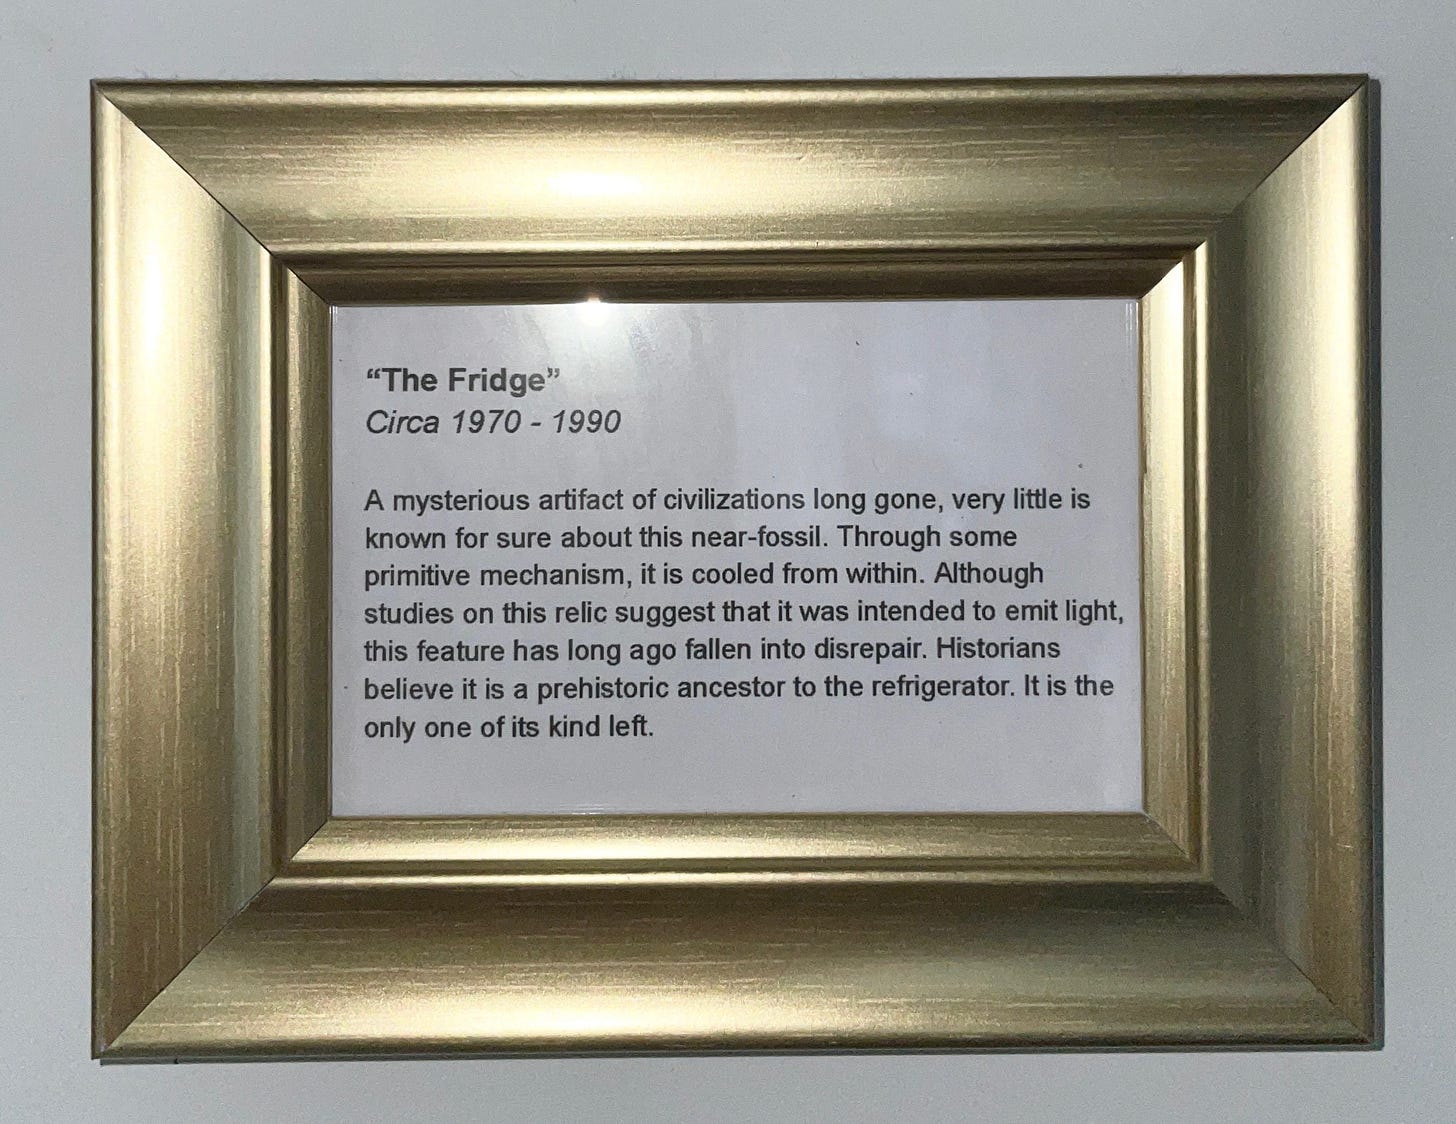 “The Fridge”
Circa 1970 - 1990
A mysterious artifact of civilizations long gone, very little is
known for sure about this near-fossil. Through some
primitive mechanism, it is cooled from within. Although
studies on this relic suggest that it was intended to emit light,
this feature has long ago fallen into disrepair. Historians
believe it is a prehistoric ancestor to the refrigerator. It is the
only one of its kind left.